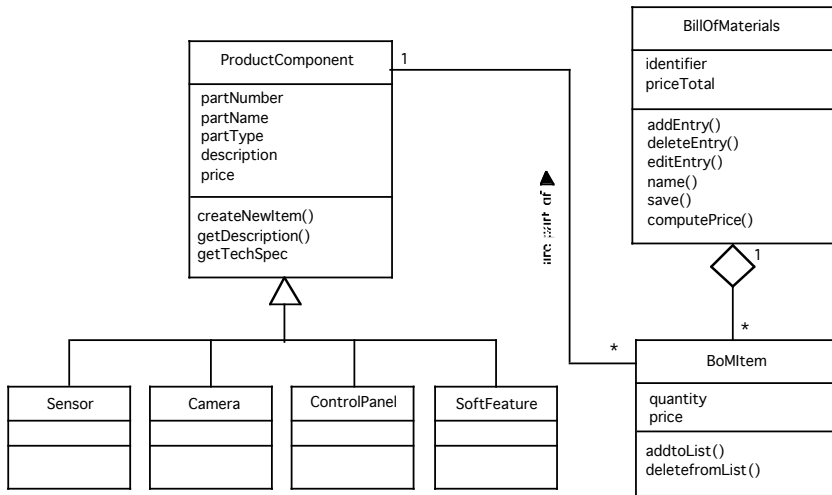 ProductComponent
partNumber
partName
partType
description
price
createNewItem()
getDescription()
getTechSpec
1
are part of
BillOfMaterials
identifier
priceTotal
addEntry()
deleteEntry()
editEntry()
name()
save()
computePrice()
1
*
*
BoMItem
quantity
price
addtoList()
deletefromList()
Sensor
Camera
ControlPanel
SoftFeature